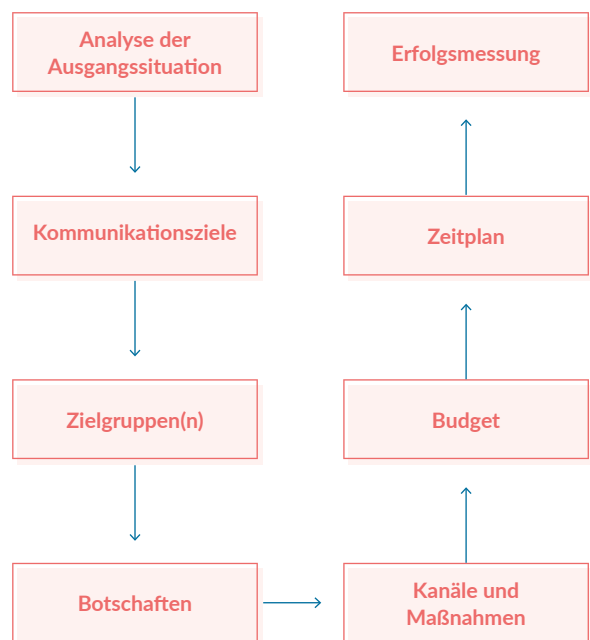 Analyse der
Ausgangssituation
Kommunikationsziele
Zielgruppen(n)
Botschaften
Kanäle und
Maßnahmen
Budget
Zeitplan
Erfolgsmessung